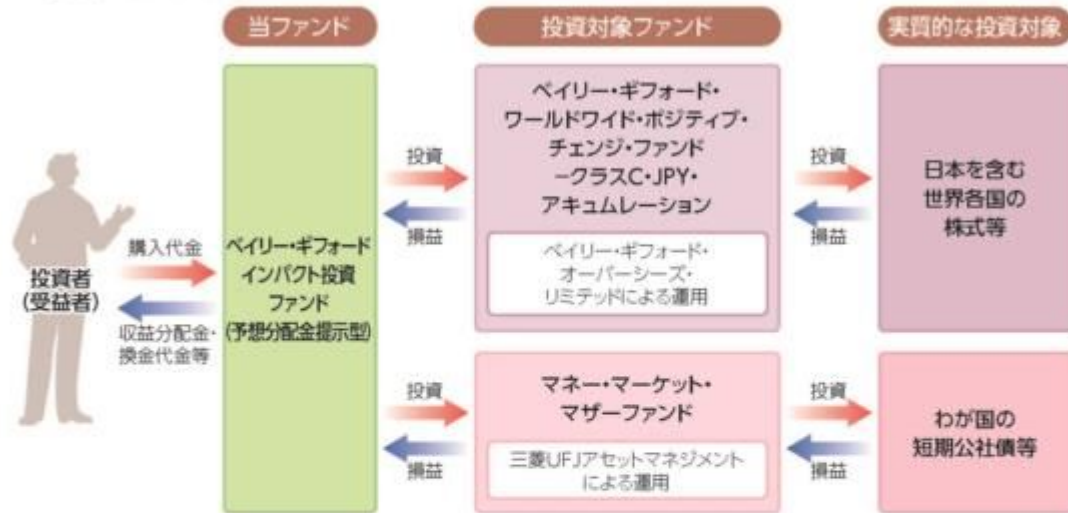 当ファンド
投資対象ファンド
実質的な投資対象
投資者
(受益者)
購入代金
収益分配金・
換金代金等
ベイリー・ギフォード
インパクト投資
ファンド
(予想分配金提示型)
投資
損益
ベイリー・ギフォード・
ワールドワイド・ポジティブ・
チェンジ・ファンド
－クラスC・JPY・
アキュムレーション
ベイリー・ギフォード・
オーバーシーズ・
リミテッドによる運用
投資
損益
日本を含む
世界各国の
株式等
投資
損益
マネー・マーケット・
マザーファンド
三菱UFJアセットマネジメント
による運用
投資
損益
わが国の
短期公社債等